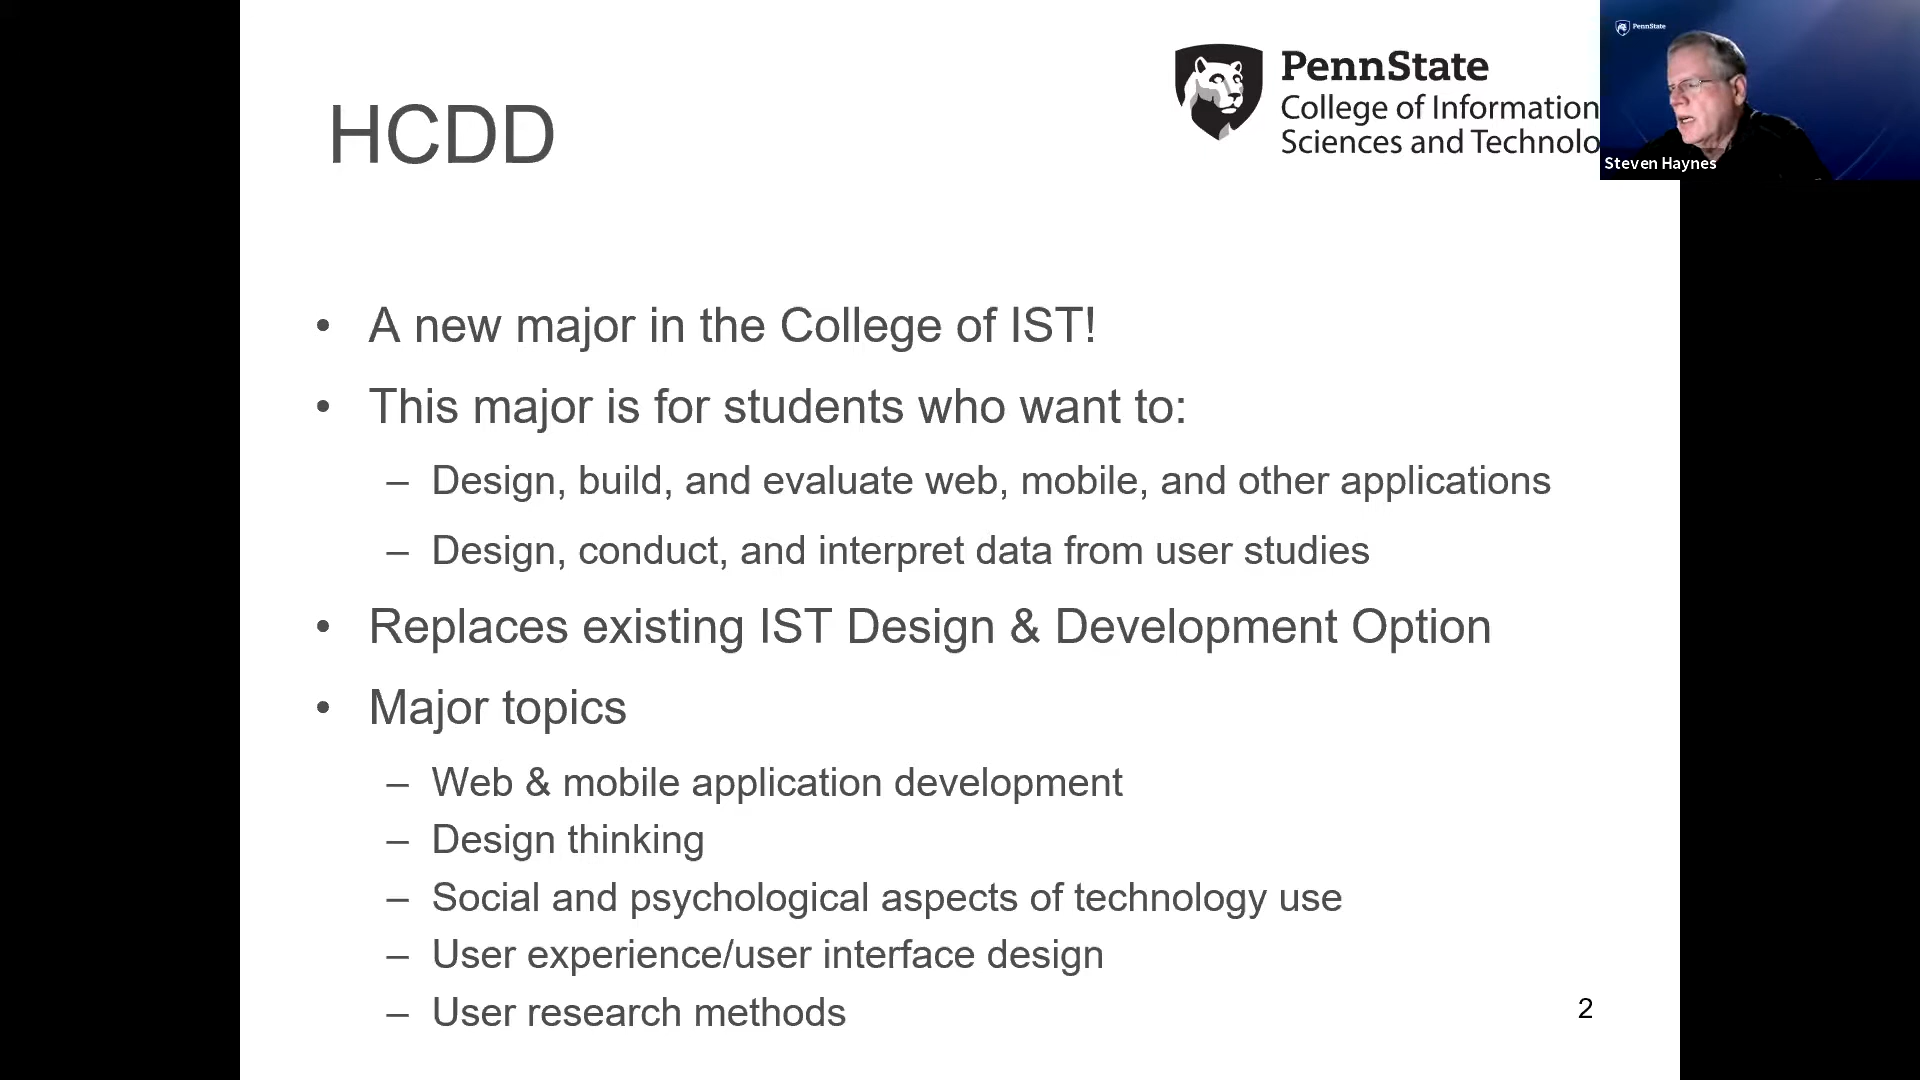 HCDD
PennState
College of Information
Sciences and Technolo
PennState
Steven Haynes
• A new major in the College of IST!
• This major is for students who want to:
– Design, build, and evaluate web, mobile, and other applications
– Design, conduct, and interpret data from user studies
• Replaces existing IST Design & Development Option
• Major topics
– Web & mobile application development
– Design thinking
– Social and psychological aspects of technology use
– User experience/user interface design
– User research methods
2